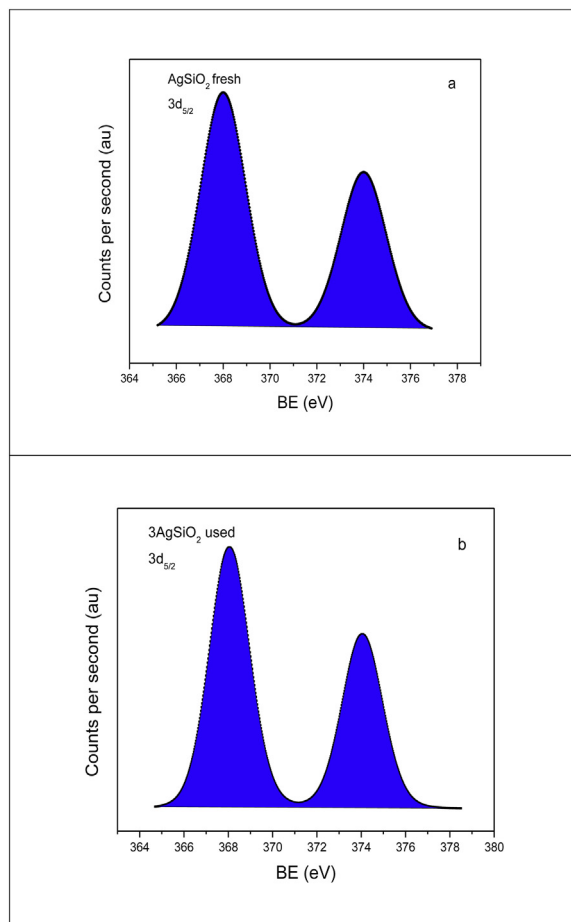 AgSiO₂ fresh
a
3d₅/₂
Counts per second (au)
364 366 368 370 372 374 376 378
BE (eV)
3AgSiO₂ used
b
3d₅/₂
Counts per second (au)
364 366 368 370 372 374 376 378 380
BE (eV)